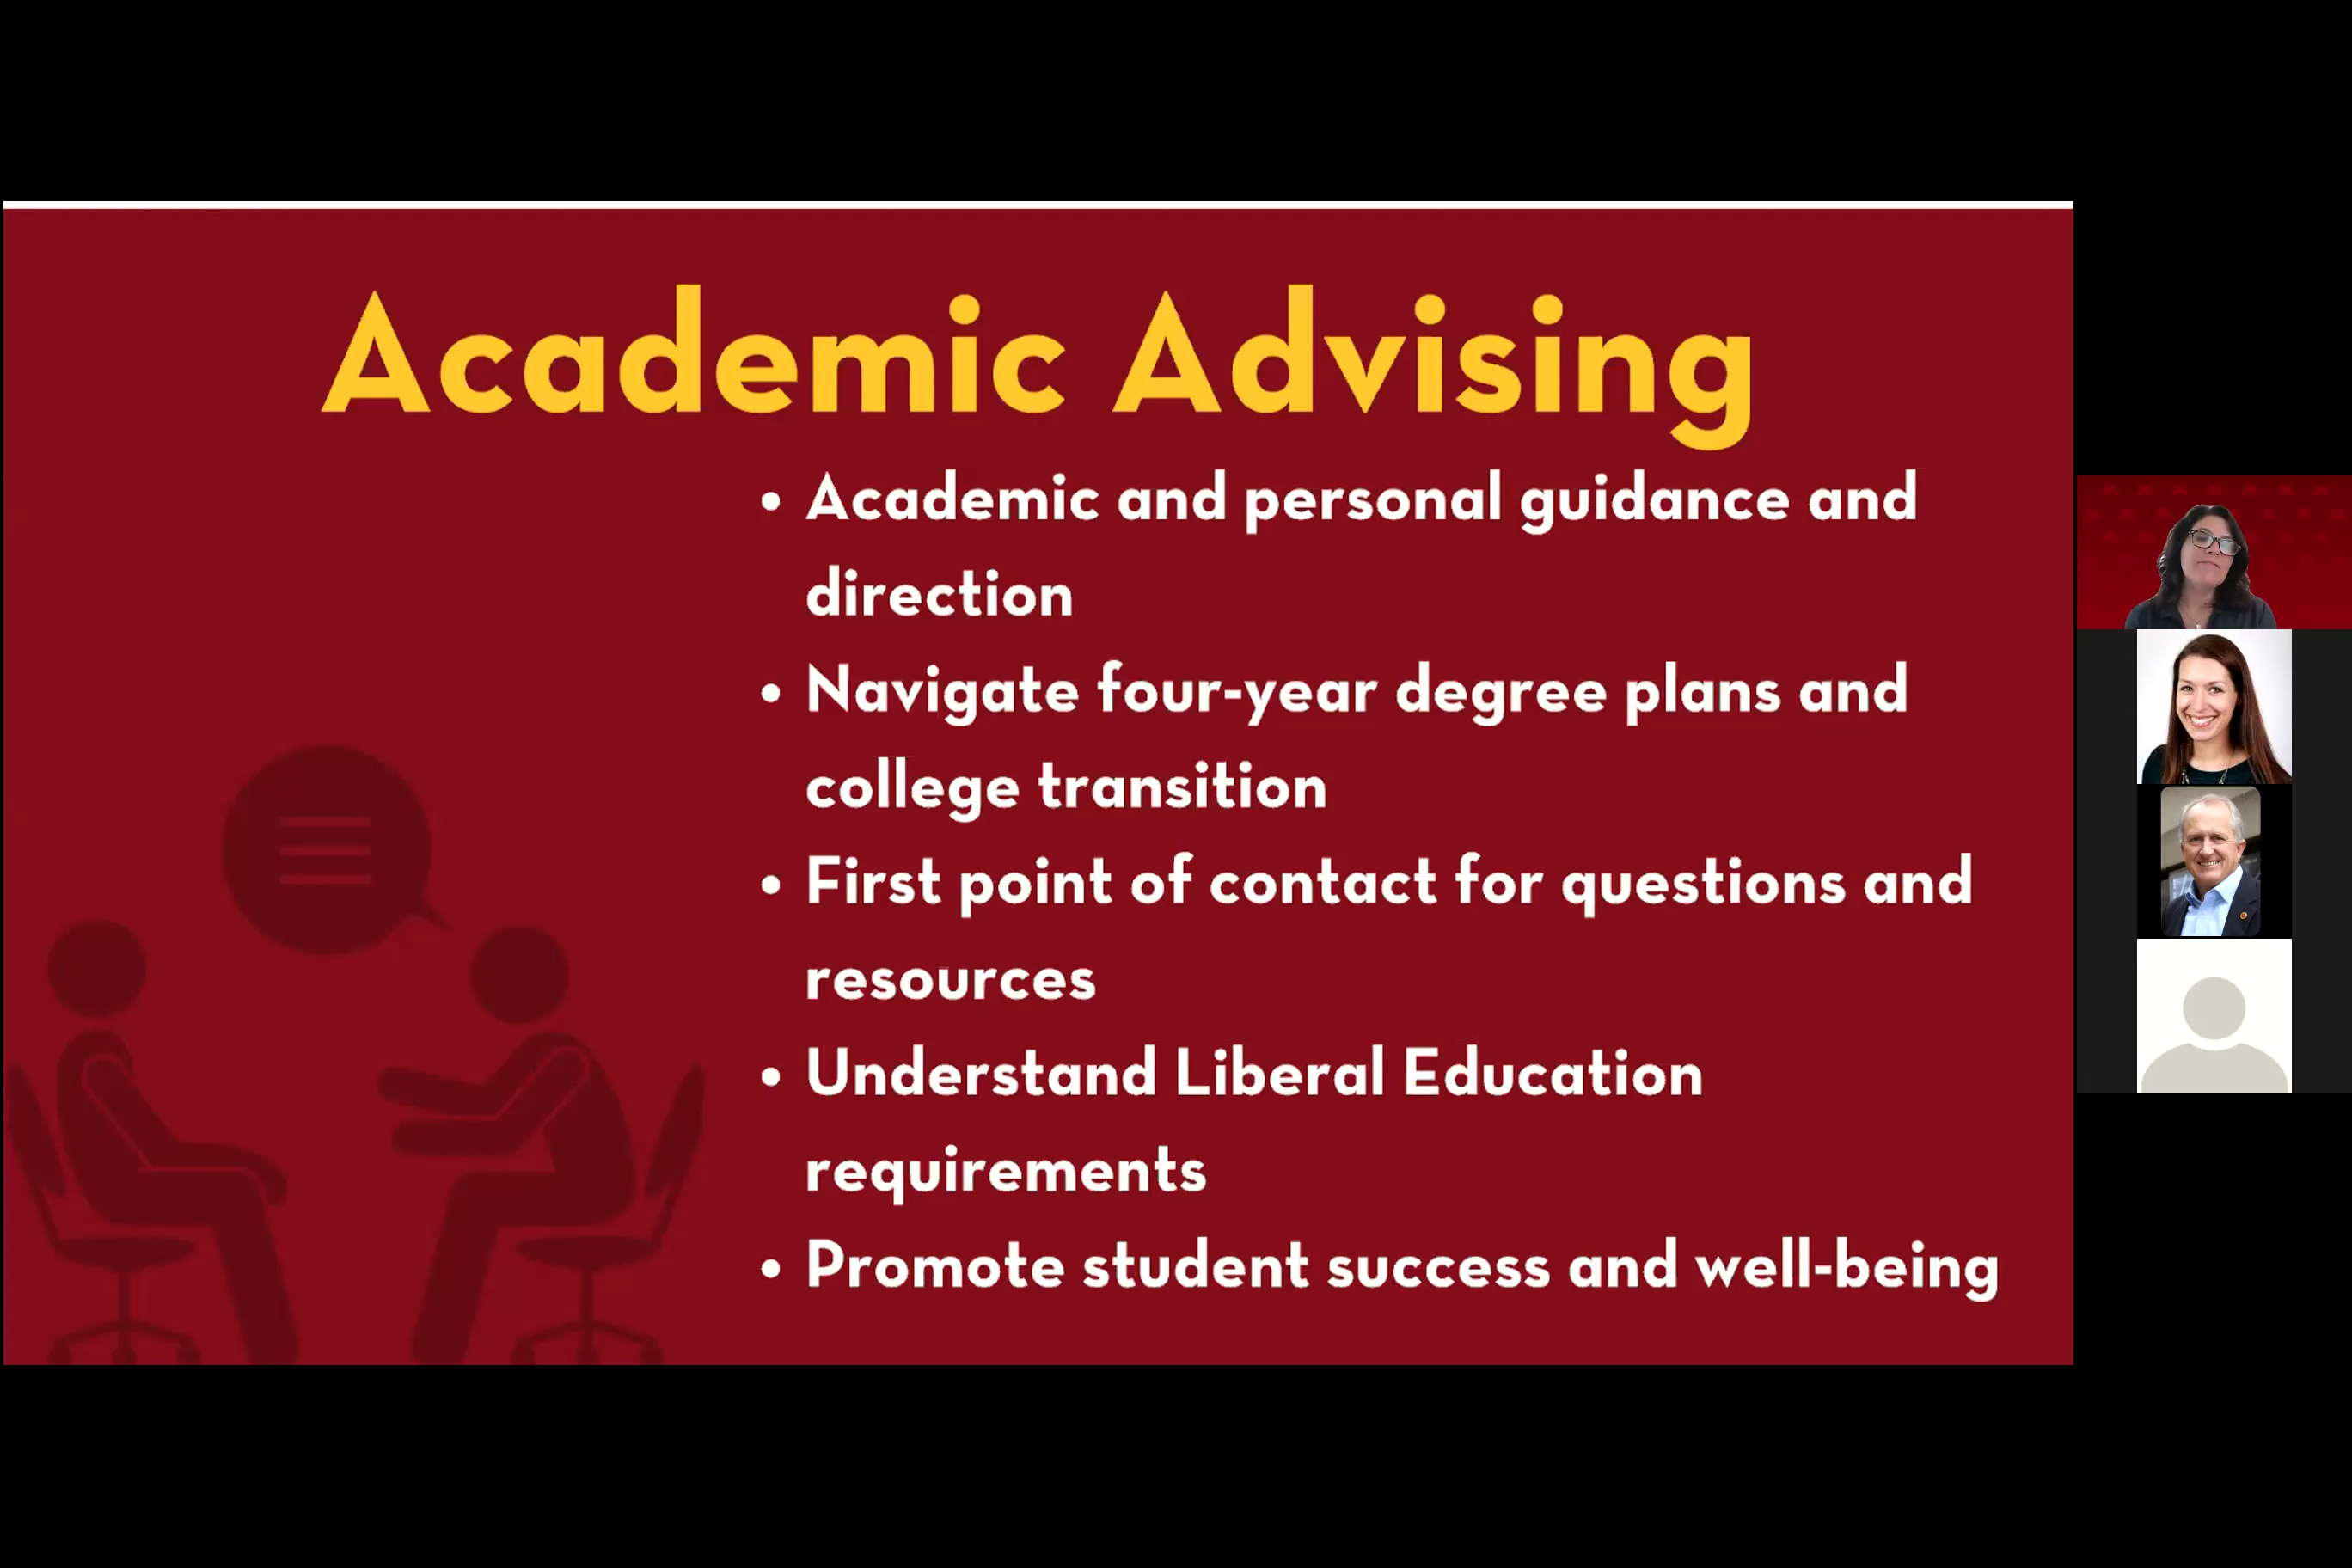 Academic Advising
• Academic and personal guidance and
direction
• Navigate four-year degree plans and
college transition
• First point of contact for questions and
resources
• Understand Liberal Education
requirements
• Promote student success and well-being